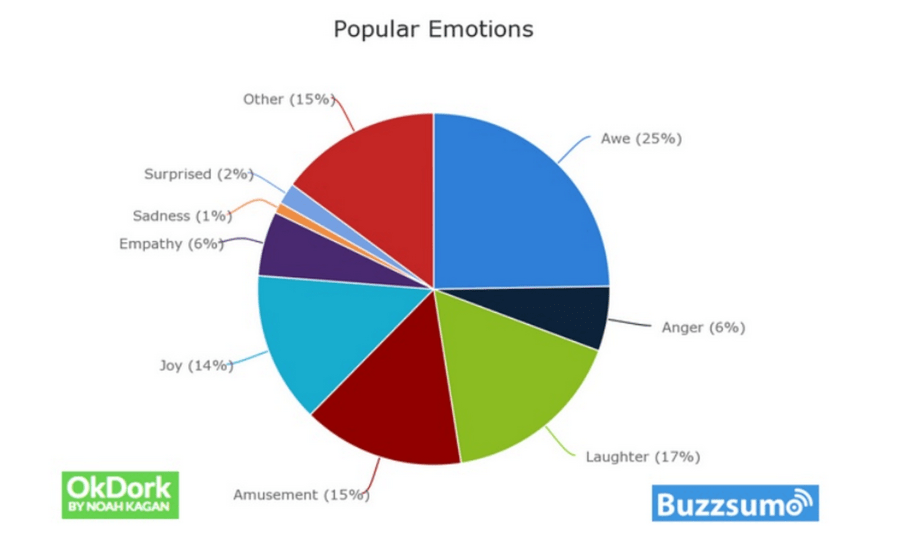 Popular Emotions
Other (15%)
Awe (25%)
Surprised (2%)
Sadness (1%)
Empathy (6%)
Anger (6%)
Joy (14%)
Laughter (17%)
Amusement (15%)
OkDork
BY NOAH KAGAN
Buzzsumo